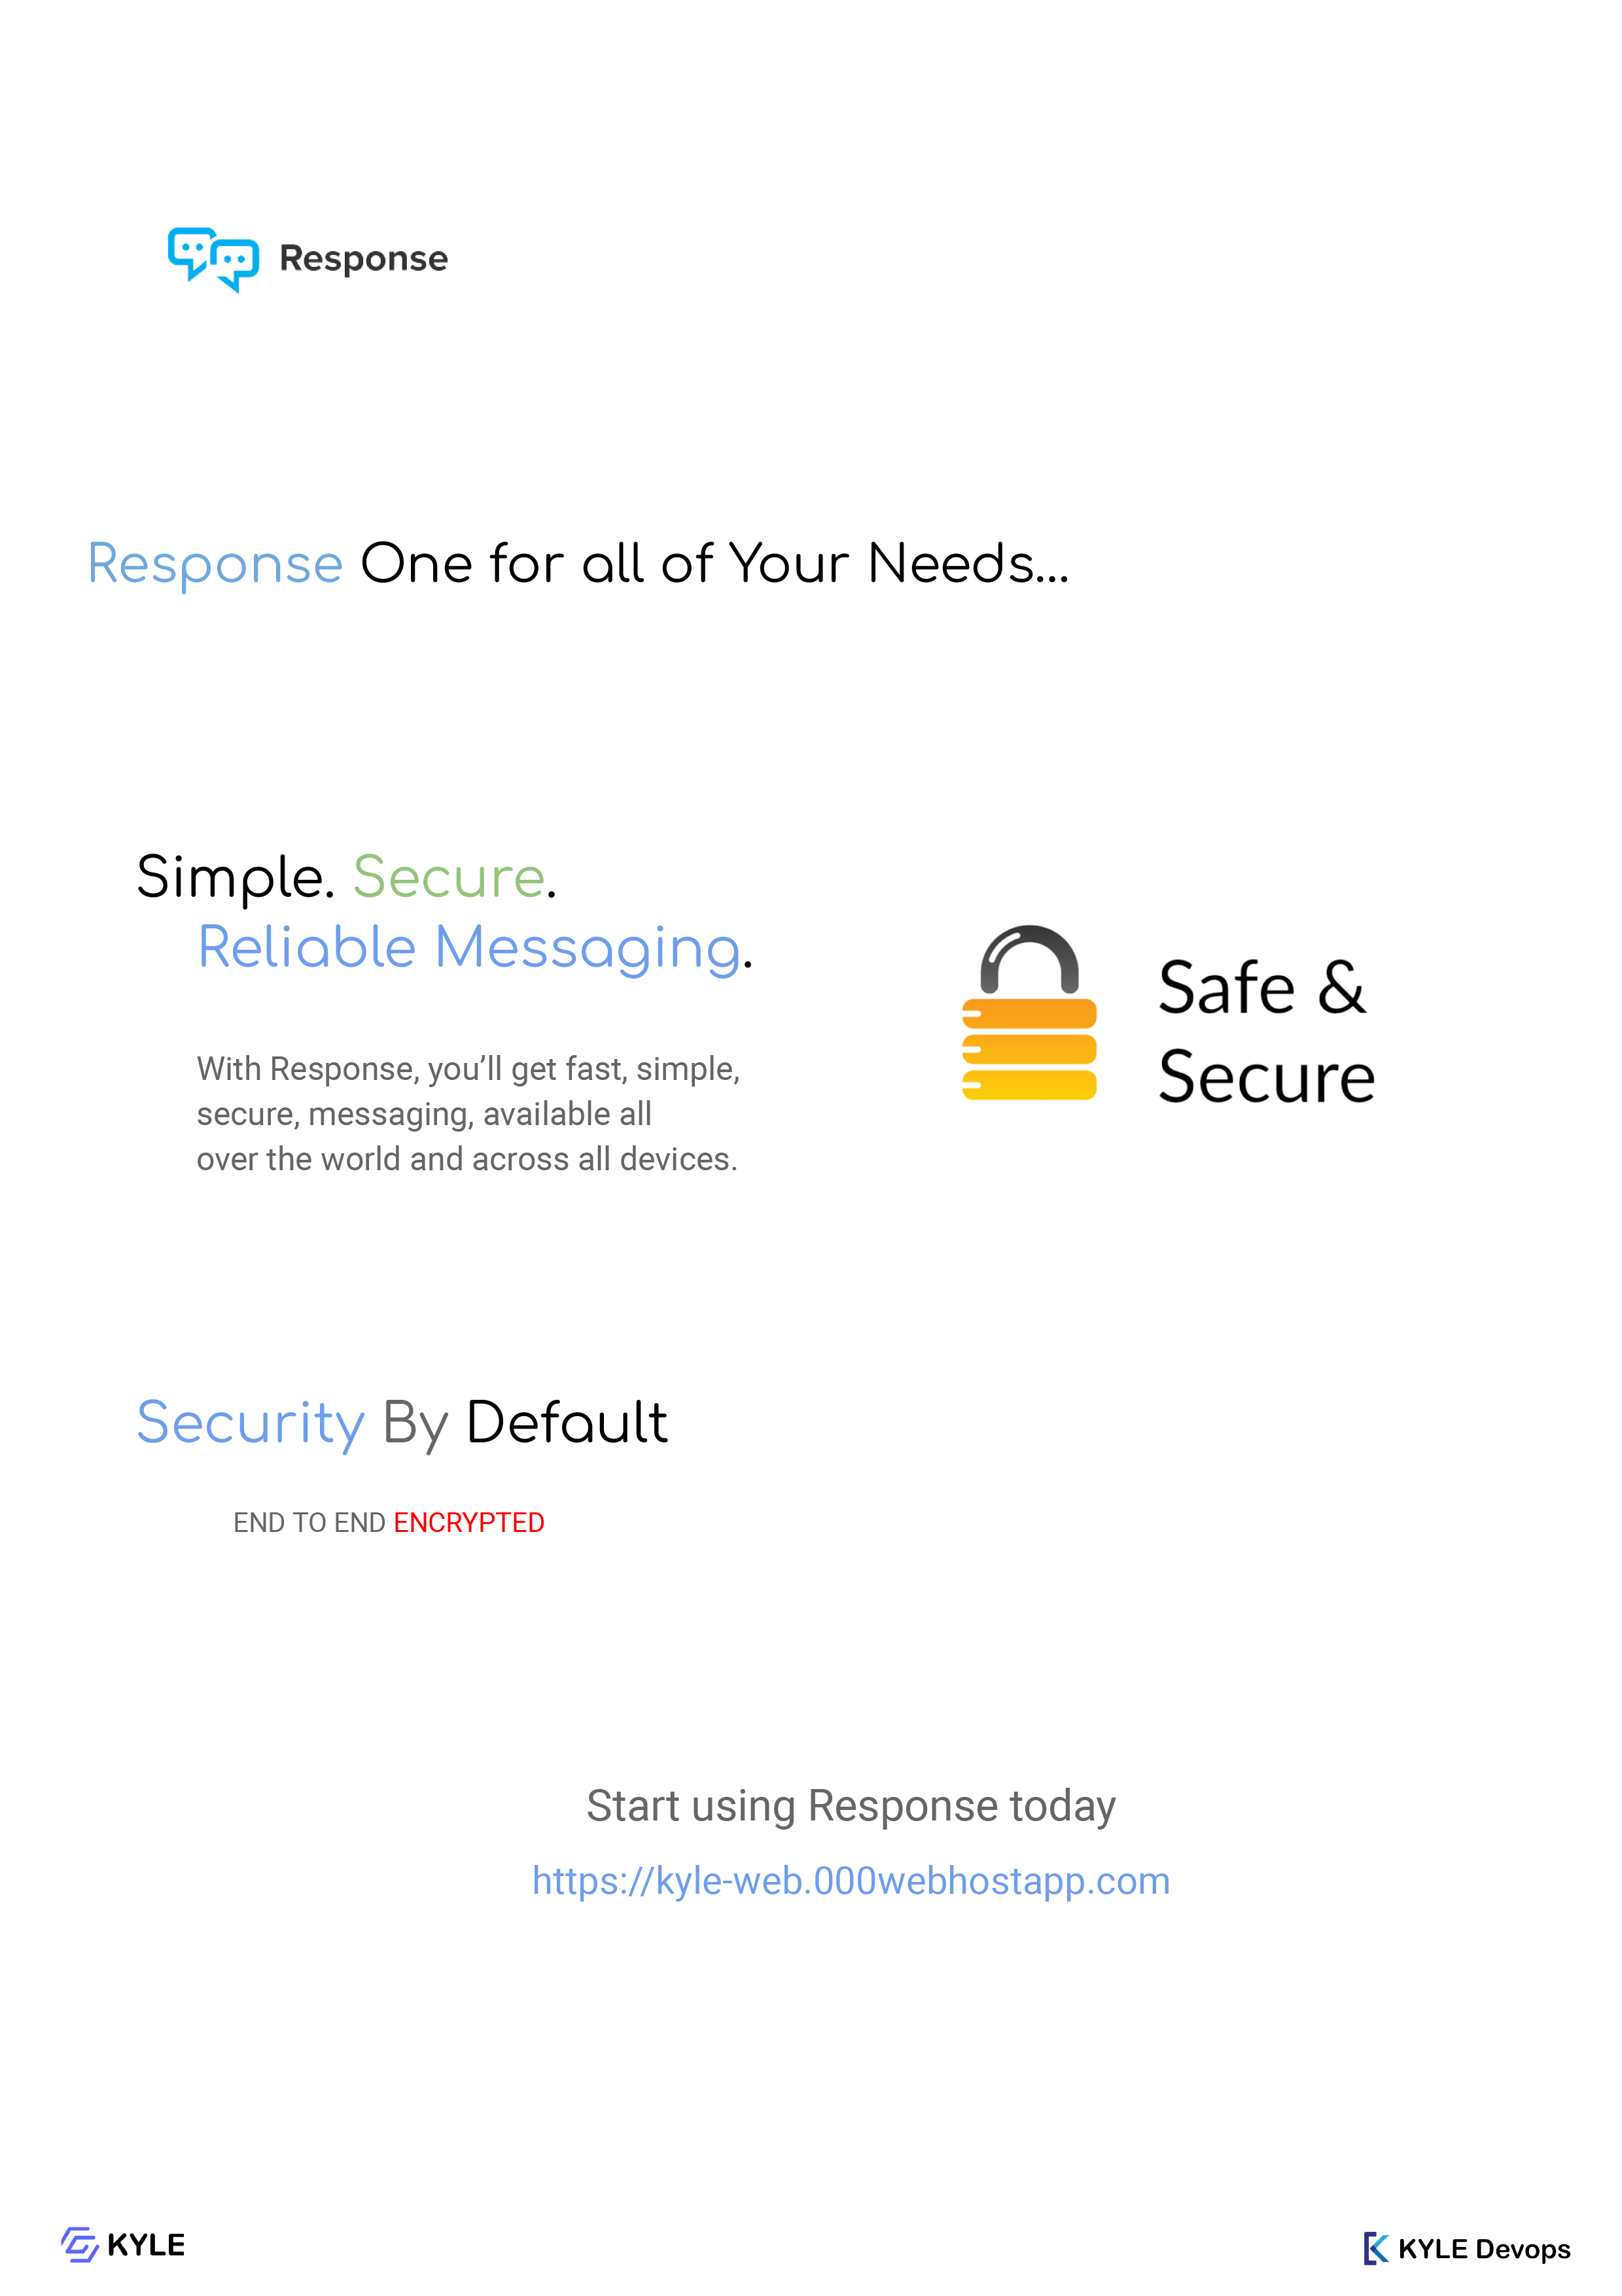 Response
Response One for all of Your Needs...
Simple. Secure.
Reliable Messaging.
With Response, you’ll get fast, simple,
secure, messaging, available all
over the world and across all devices.
Safe &
Secure
Security By Default
END TO END ENCRYPTED
Start using Response today
https://kyle-web.000webhostapp.com
KYLE
KYLE Devops